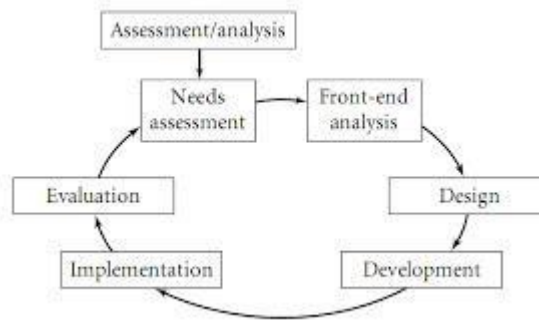 Assessment/analysis
Needs
assessment
Front-end
analysis
Evaluation
Design
Implementation
Development